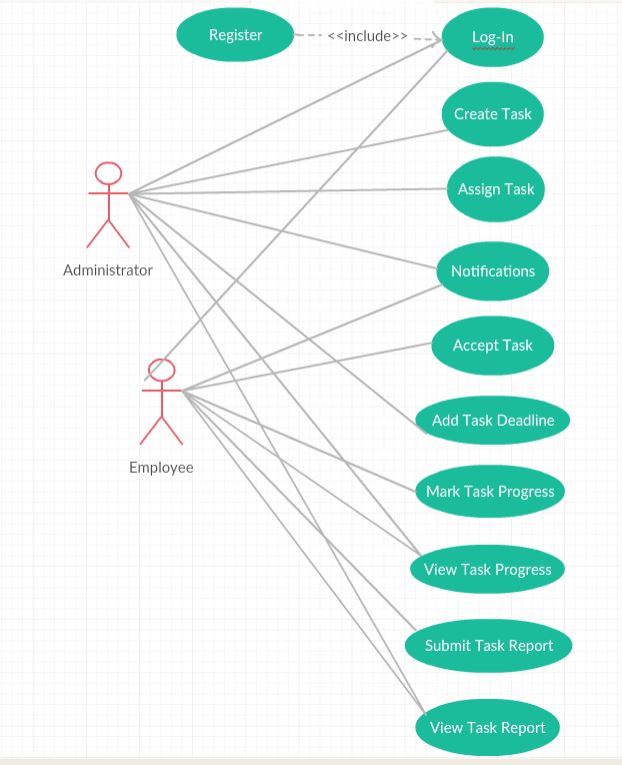 Register
<<include>>
Log-In
Create Task
Assign Task
Administrator
Notifications
Accept Task
Add Task Deadline
Employee
Mark Task Progress
View Task Progress
Submit Task Report
View Task Report